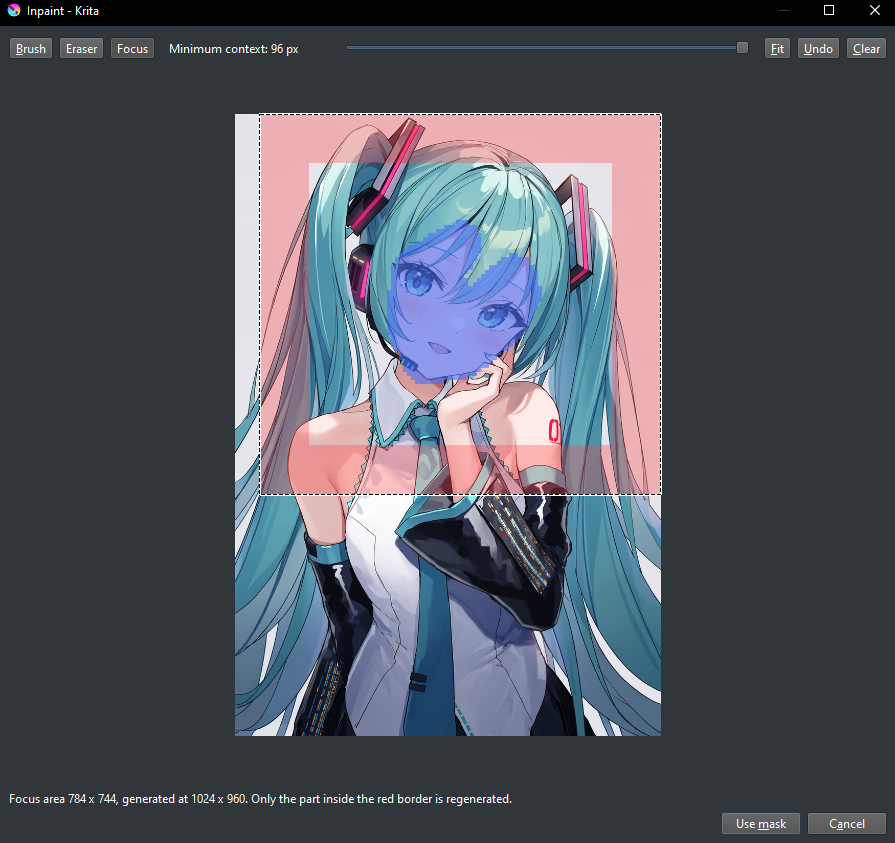 Inpaint - Krita
Brush Eraser Focus Minimum context: 96 px Fit Undo Clear
0
Focus area 784 x 744, generated at 1024 x 960. Only the part inside the red border is regenerated.
Use mask Cancel